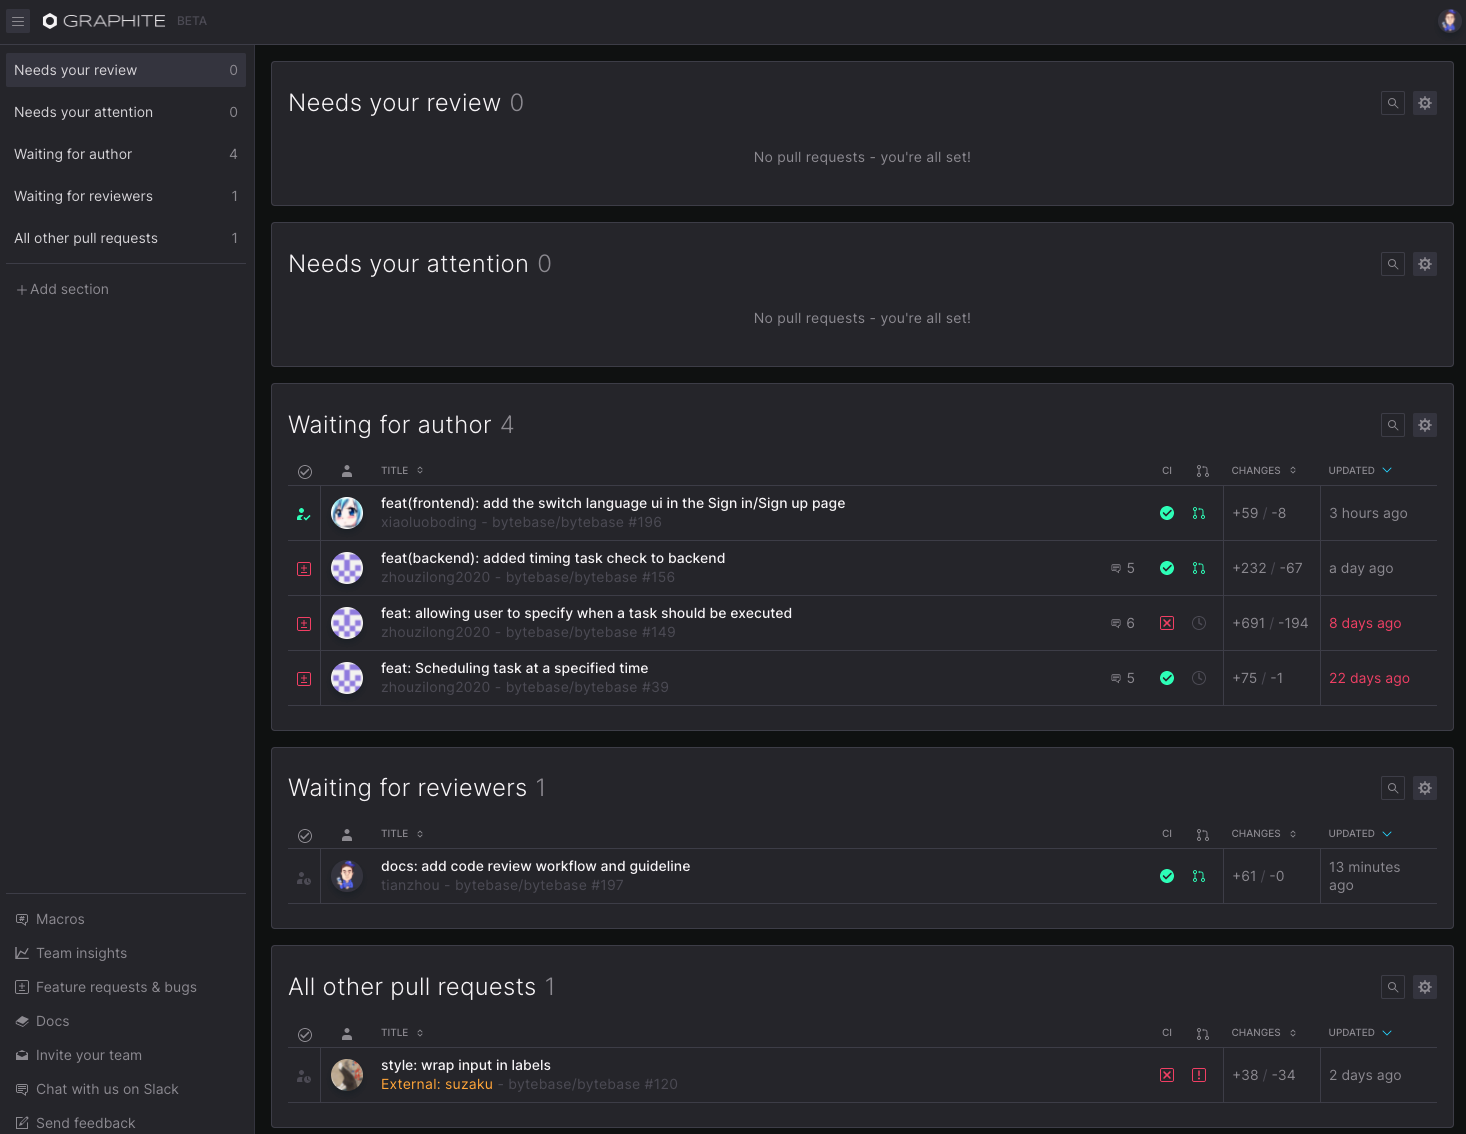 GRAPHITE BETA
Needs your review 0
Needs your attention 0
Waiting for author 4
Waiting for reviewers 1
All other pull requests 1
+ Add section
Macros
Team insights
Feature requests & bugs
Docs
Invite your team
Chat with us on Slack
Send feedback
Needs your review 0
No pull requests - you're all set!
Needs your attention 0
No pull requests - you're all set!
Waiting for author 4
TITLE CI CHANGES UPDATED
feat(frontend): add the switch language ui in the Sign in/Sign up page
xiaoluoboding - bytebase/bytebase #196
+59 / -8
3 hours ago
feat(backend): added timing task check to backend
zhouzilong2020 - bytebase/bytebase #156
5
+232 / -67
a day ago
feat: allowing user to specify when a task should be executed
zhouzilong2020 - bytebase/bytebase #149
6
+691 / -194
8 days ago
feat: Scheduling task at a specified time
zhouzilong2020 - bytebase/bytebase #39
5
+75 / -1
22 days ago
Waiting for reviewers 1
TITLE CI CHANGES UPDATED
docs: add code review workflow and guideline
tianzhou - bytebase/bytebase #197
+61 / -0
13 minutes
ago
All other pull requests 1
TITLE CI CHANGES UPDATED
style: wrap input in labels
External: suzaku - bytebase/bytebase #120
+38 / -34
2 days ago